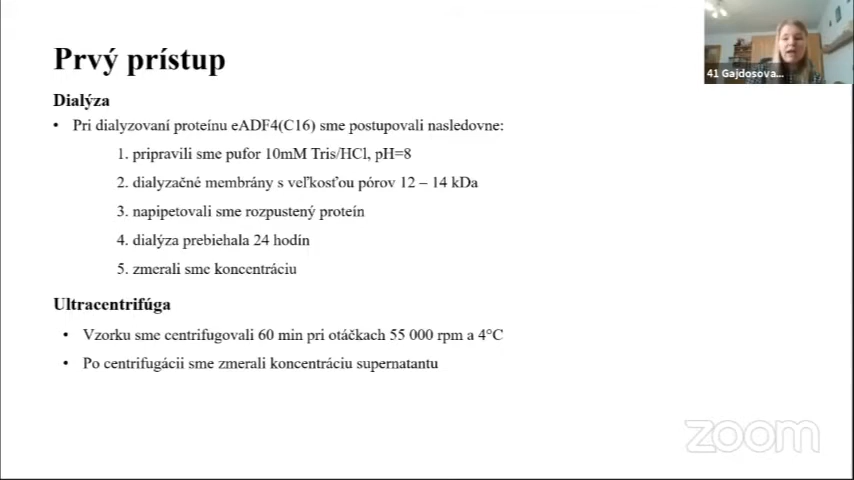 Prvý prístup
41 Gajdosova...
Dialýza
• Pri dialyzovaní proteínu eADF4(C16) sme postupovali nasledovne:
1. pripravili sme pufor 10mM Tris/HCl, pH=8
2. dialyzačné membrány s veľkosťou pórov 12 – 14 kDa
3. napipetovali sme rozpustený proteín
4. dialýza prebiehala 24 hodín
5. zmerali sme koncentráciu
Ultracentrifúga
• Vzorku sme centrifugovali 60 min pri otáčkach 55 000 rpm a 4°C
• Po centrifugácii sme zmerali koncentráciu supernatantu
zoom